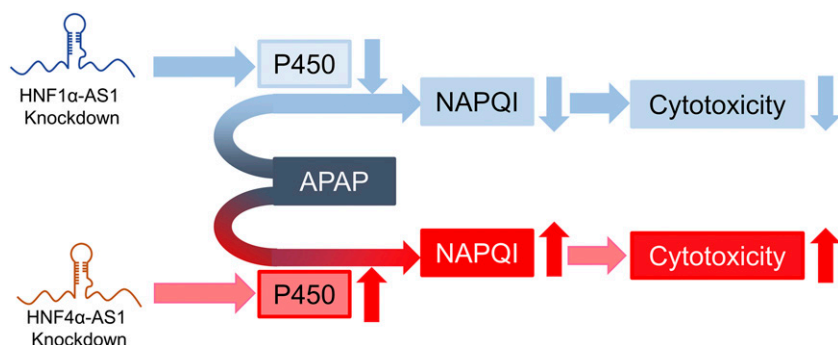 HNF1α-AS1
Knockdown
P450
NAPQI
Cytotoxicity
APAP
NAPQI
Cytotoxicity
P450
HNF4α-AS1
Knockdown